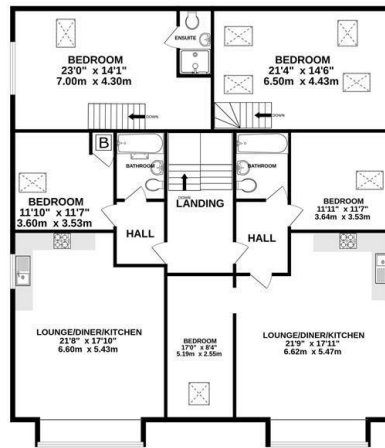 BEDROOM
23'0" x 14'1"
7.00m x 4.30m
ENSUITE
BEDROOM
21'4" x 14'6"
6.50m x 4.43m
DOWN
DOWN
B
BATHROOM
BATHROOM
BEDROOM
11'10" x 11'7"
3.60m x 3.53m
DOWN
LANDING
BEDROOM
11'11" x 11'7"
3.64m x 3.53m
HALL
HALL
LOUNGE/DINER/KITCHEN
21'8" x 17'10"
6.60m x 5.43m
BEDROOM
17'0" x 8'4"
5.19m x 2.55m
LOUNGE/DINER/KITCHEN
21'9" x 17'11"
6.62m x 5.47m